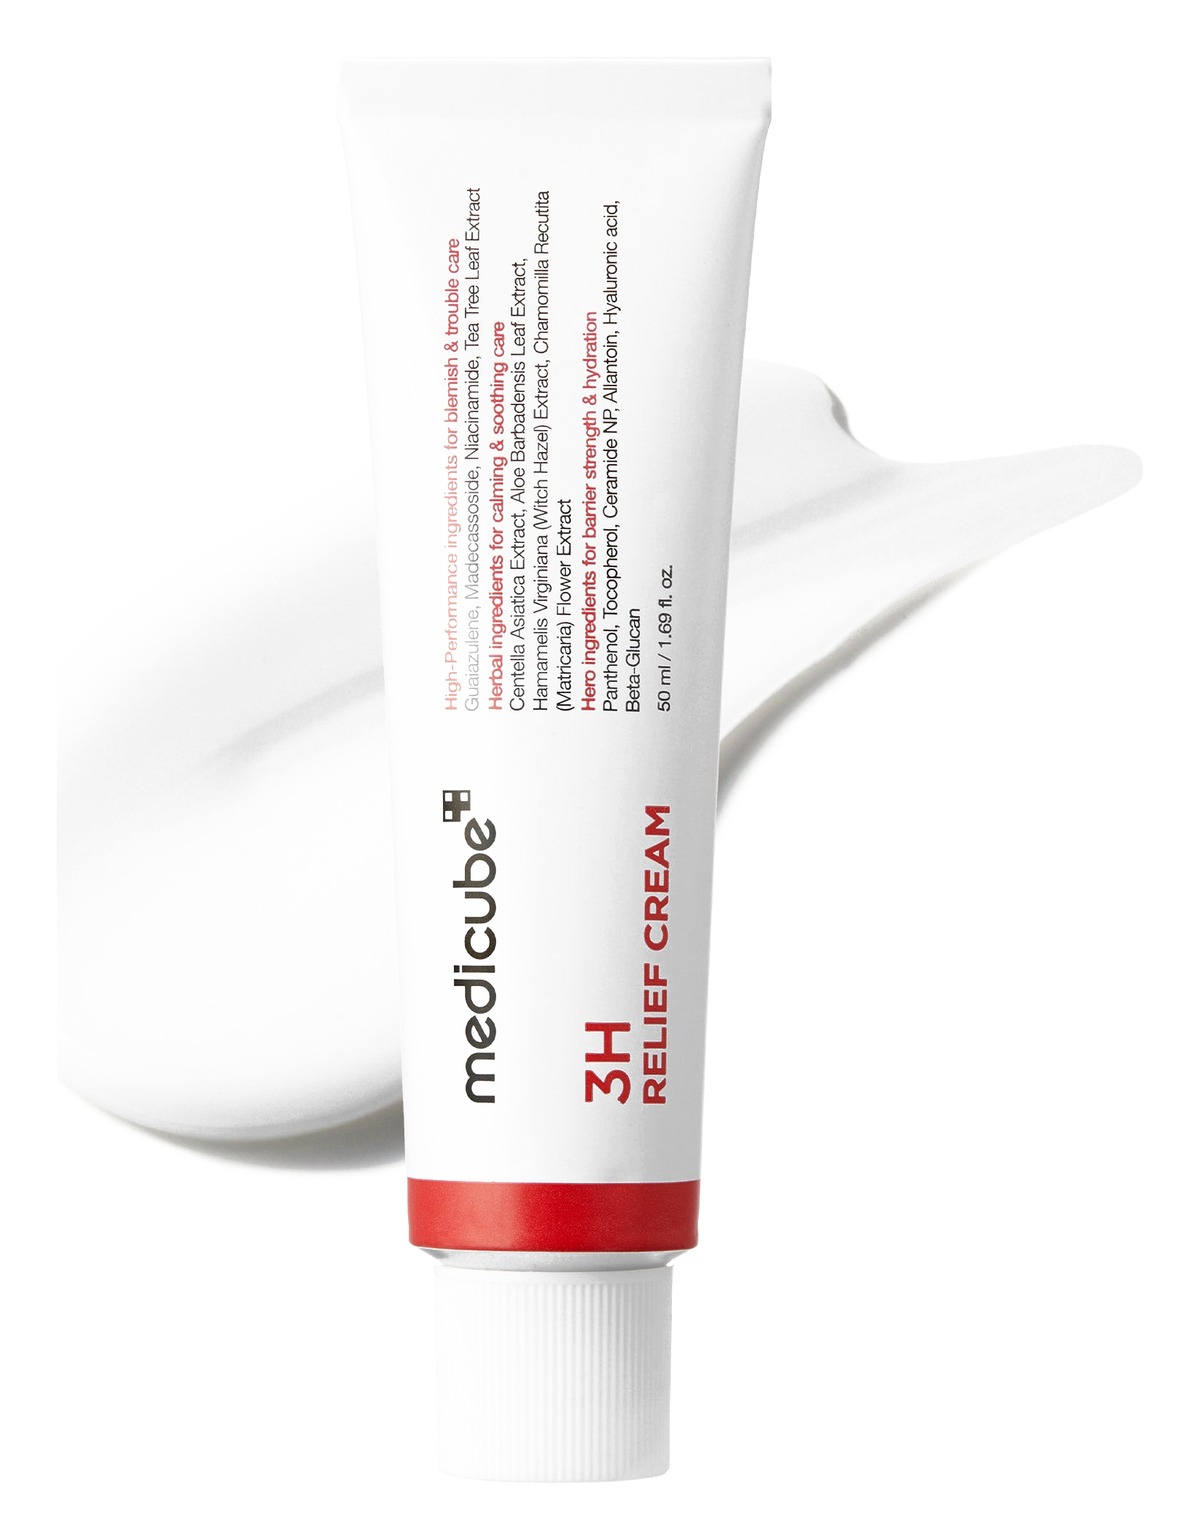 High-Performance ingredients for blemish & trouble care
Guaiazulene, Madecassoside, Niacinamide, Tea Tree Leaf Extract
Herbal ingredients for calming & soothing care
Centella Asiatica Extract, Aloe Barbadensis Leaf Extract,
Hamamelis Virginiana (Witch Hazel) Extract, Chamomilla Recutita
(Matricaria) Flower Extract
Hero ingredients for barrier strength & hydration
Panthenol, Tocopherol, Ceramide NP, Allantoin, Hyaluronic acid,
Beta-Glucan
50 ml / 1.69 fl. oz.
medicube
3H
RELIEF CREAM